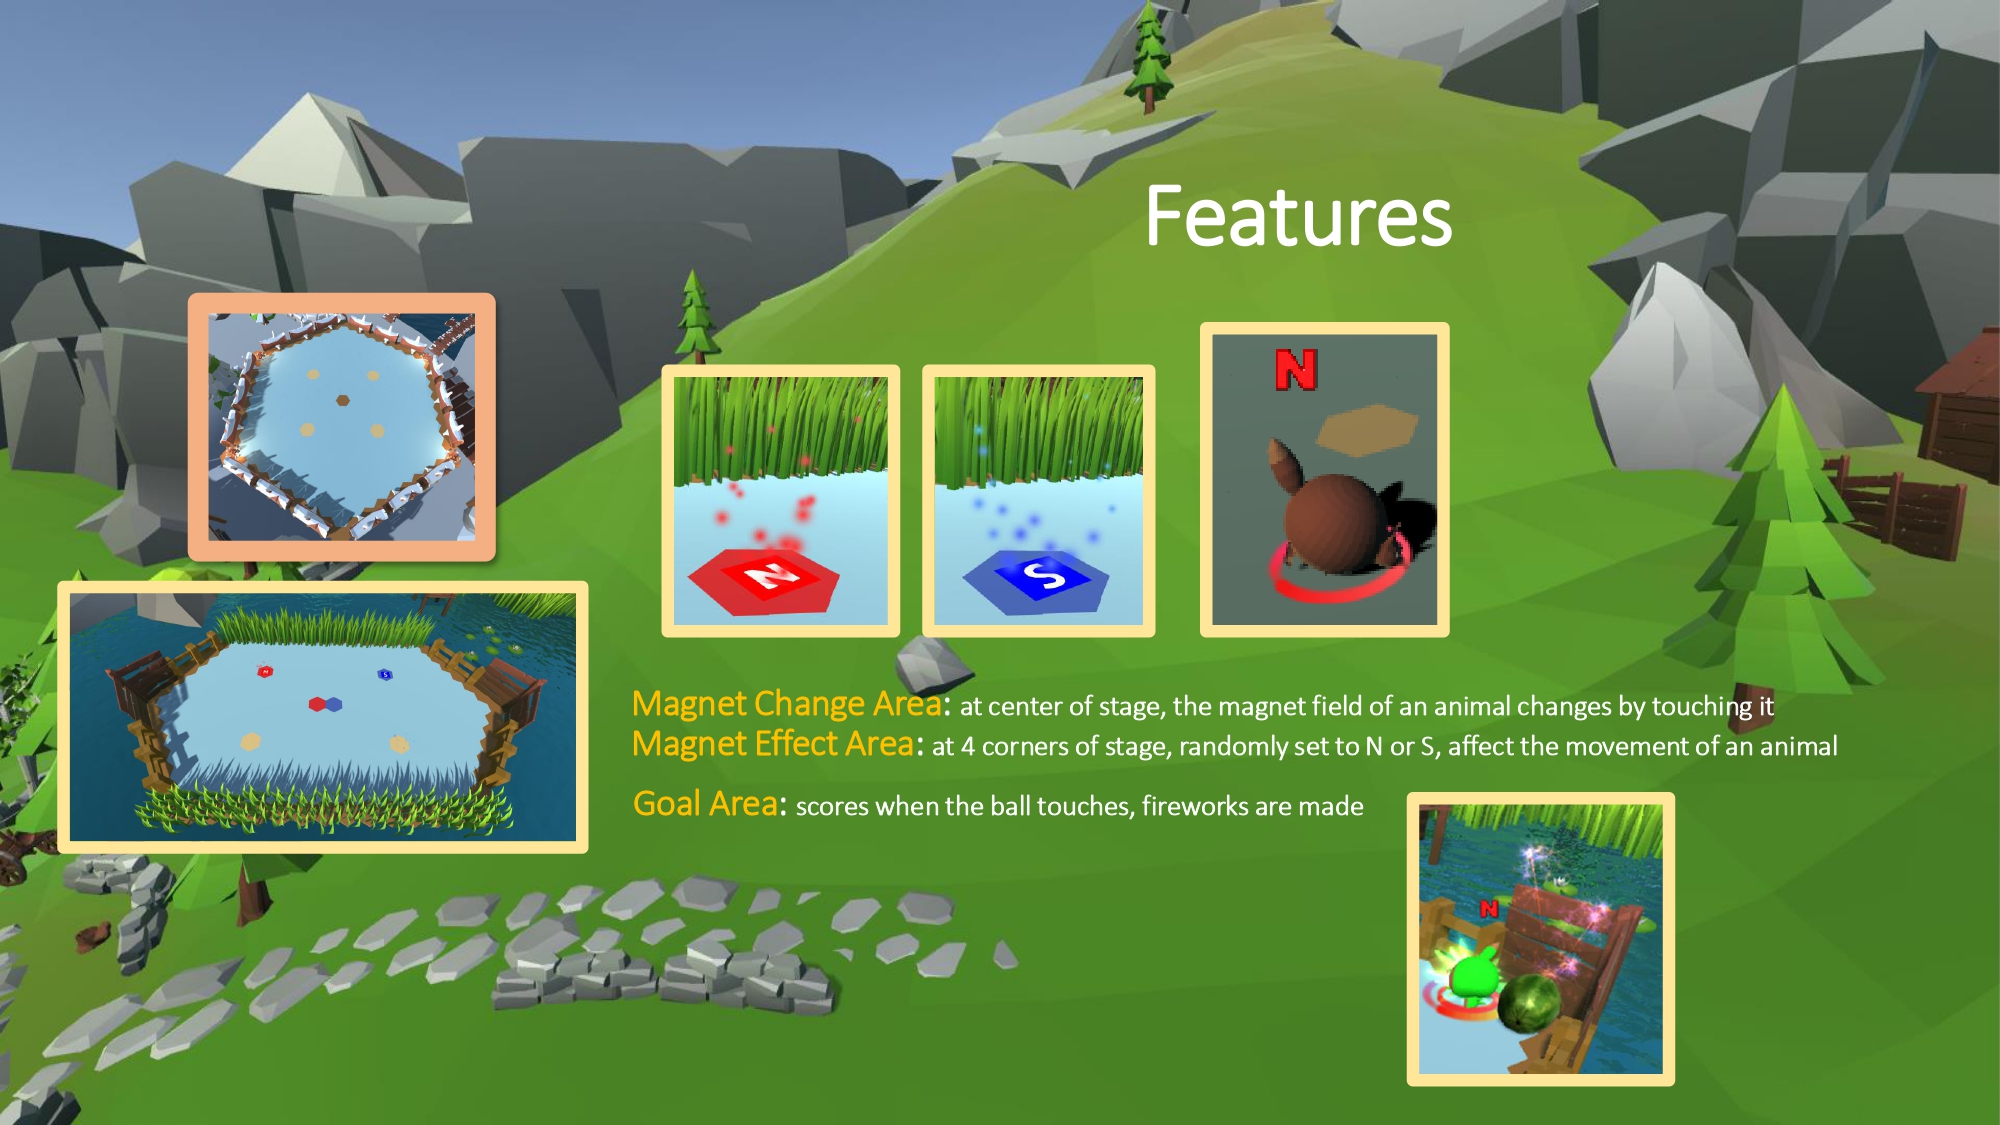 Features
N
N
S
Magnet Change Area: at center of stage, the magnet field of an animal changes by touching it
Magnet Effect Area: at 4 corners of stage, randomly set to N or S, affect the movement of an animal
Goal Area: scores when the ball touches, fireworks are made
N